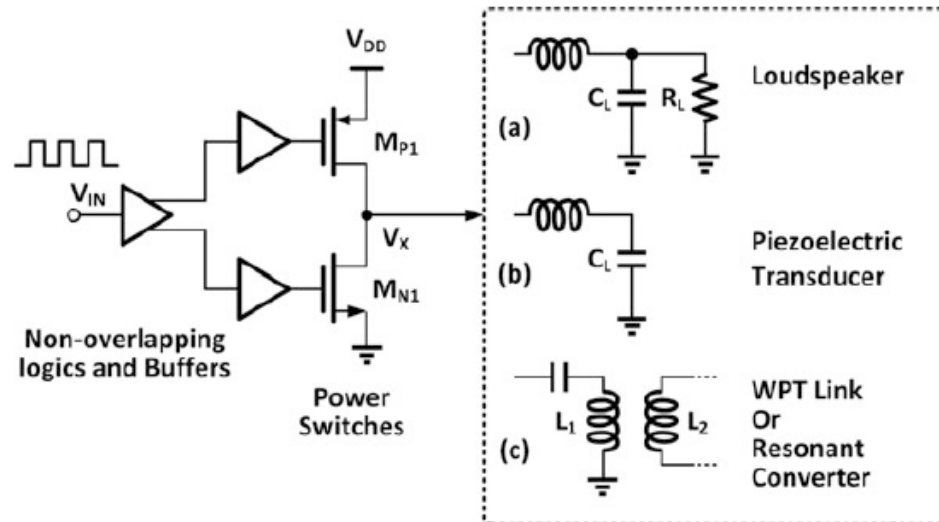 V_DD
M_P1
V_IN
V_X
M_N1
Non-overlapping
logics and Buffers
Power
Switches
(a)
C_L
R_L
Loudspeaker
(b)
C_L
Piezoelectric
Transducer
(c)
L_1
L_2
WPT Link
Or
Resonant
Converter